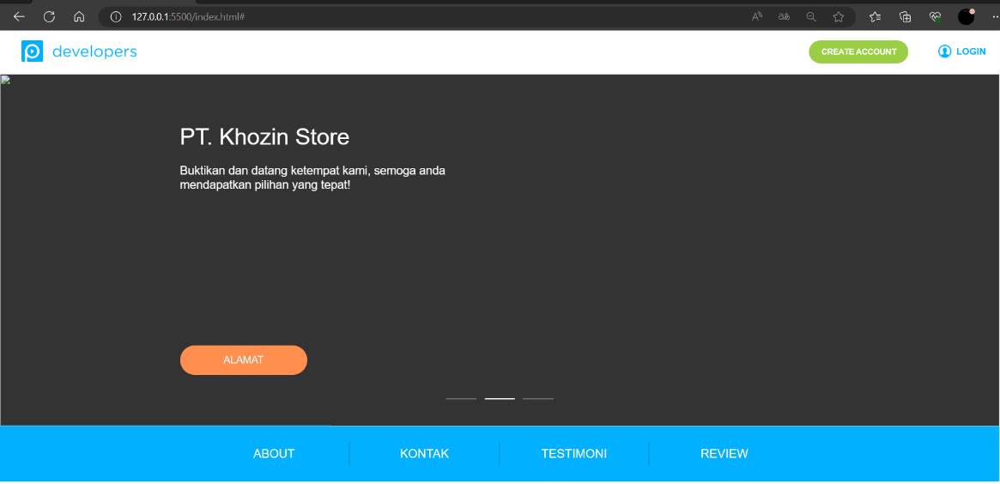 127.0.0.1:5500/index.html#
developers
CREATE ACCOUNT
LOGIN
PT. Khozin Store
Buktikan dan datang ketempat kami, semoga anda
mendapatkan pilihan yang tepat!
ALAMAT
ABOUT
KONTAK
TESTIMONI
REVIEW